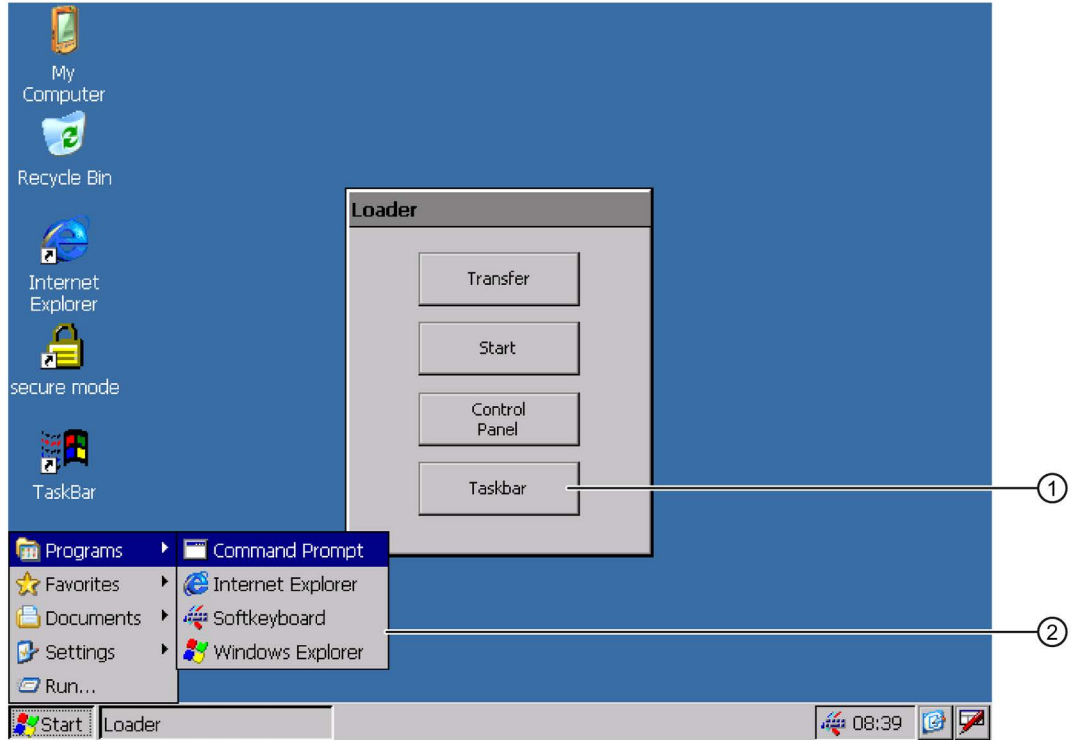 My
Computer
Recycle Bin
Internet
Explorer
secure mode
TaskBar
Loader
Transfer
Start
Control
Panel
Taskbar
1
Programs
Favorites
Documents
Settings
Run...
Command Prompt
Internet Explorer
Softkeyboard
Windows Explorer
2
Start
Loader
08:39